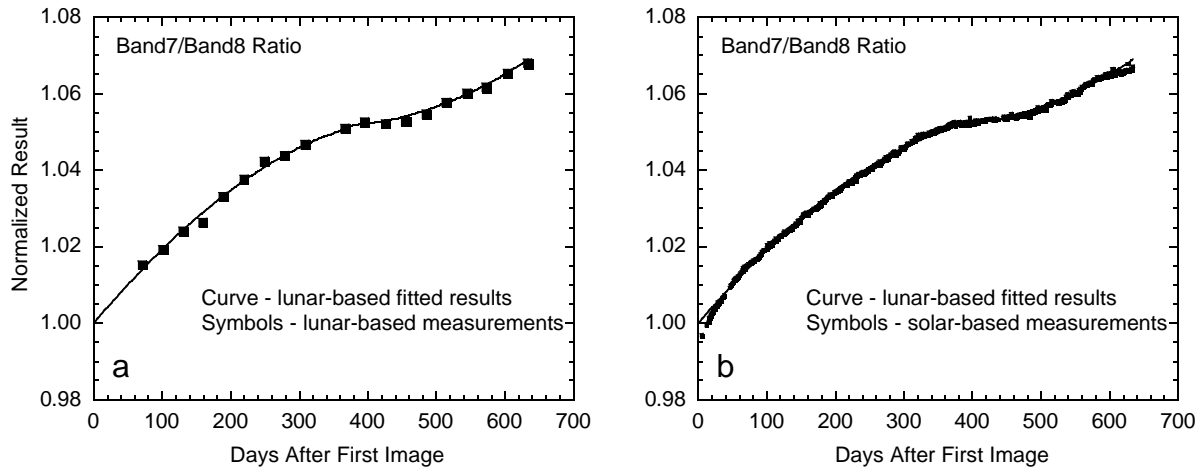 1.08
1.06
1.04
1.02
1.00
0.98
Normalized Result
Band7/Band8 Ratio
Curve - lunar-based fitted results
Symbols - lunar-based measurements
a
0 100 200 300 400 500 600 700
Days After First Image
1.08
1.06
1.04
1.02
1.00
0.98
Band7/Band8 Ratio
Curve - lunar-based fitted results
Symbols - solar-based measurements
b
0 100 200 300 400 500 600 700
Days After First Image